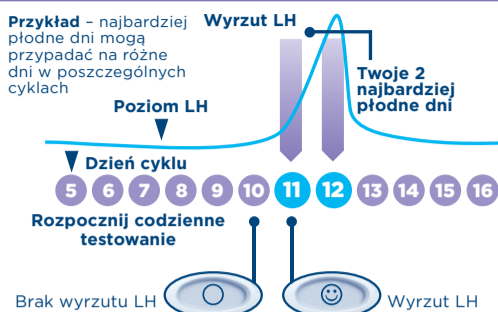 Przykład – najbardziej
płodne dni mogą
przypadać na różne
dni w poszczególnych
cyklach
Wyrzut LH
Twoje 2
najbardziej
płodne dni
Poziom LH
Dzień cyklu
5 6 7 8 9 10 11 12 13 14 15 16
Rozpocznij codzienne
testowanie
Brak wyrzutu LH
Wyrzut LH